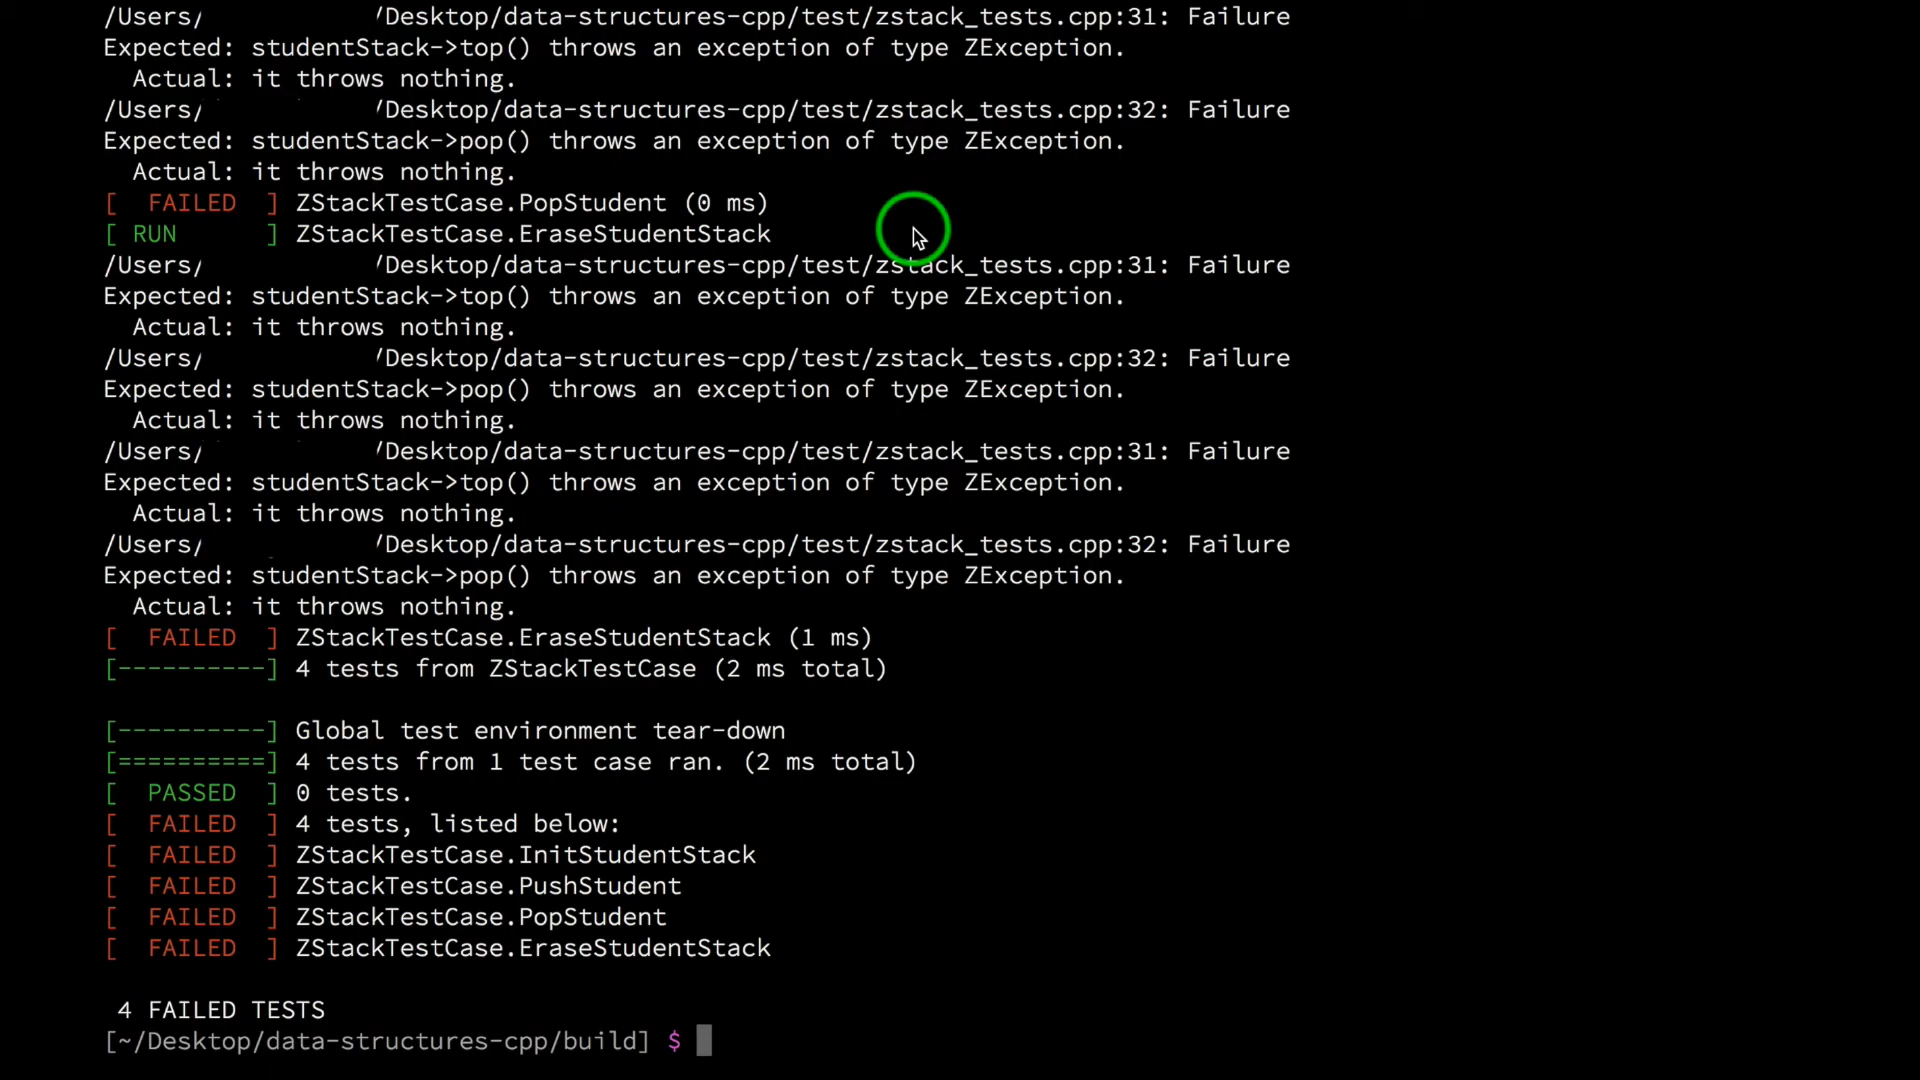 /Users/ /Desktop/data-structures-cpp/test/zstack_tests.cpp:31: Failure
Expected: studentStack->top() throws an exception of type ZException.
  Actual: it throws nothing.
/Users/ /Desktop/data-structures-cpp/test/zstack_tests.cpp:32: Failure
Expected: studentStack->pop() throws an exception of type ZException.
  Actual: it throws nothing.
[  FAILED  ] ZStackTestCase.PopStudent (0 ms)
[ RUN      ] ZStackTestCase.EraseStudentStack
/Users/ /Desktop/data-structures-cpp/test/zstack_tests.cpp:31: Failure
Expected: studentStack->top() throws an exception of type ZException.
  Actual: it throws nothing.
/Users/ /Desktop/data-structures-cpp/test/zstack_tests.cpp:32: Failure
Expected: studentStack->pop() throws an exception of type ZException.
  Actual: it throws nothing.
/Users/ /Desktop/data-structures-cpp/test/zstack_tests.cpp:31: Failure
Expected: studentStack->top() throws an exception of type ZException.
  Actual: it throws nothing.
/Users/ /Desktop/data-structures-cpp/test/zstack_tests.cpp:32: Failure
Expected: studentStack->pop() throws an exception of type ZException.
  Actual: it throws nothing.
[  FAILED  ] ZStackTestCase.EraseStudentStack (1 ms)
[----------] 4 tests from ZStackTestCase (2 ms total)
[----------] Global test environment tear-down
[==========] 4 tests from 1 test case ran. (2 ms total)
[  PASSED  ] 0 tests.
[  FAILED  ] 4 tests, listed below:
[  FAILED  ] ZStackTestCase.InitStudentStack
[  FAILED  ] ZStackTestCase.PushStudent
[  FAILED  ] ZStackTestCase.PopStudent
[  FAILED  ] ZStackTestCase.EraseStudentStack
 4 FAILED TESTS
[~/Desktop/data-structures-cpp/build] $